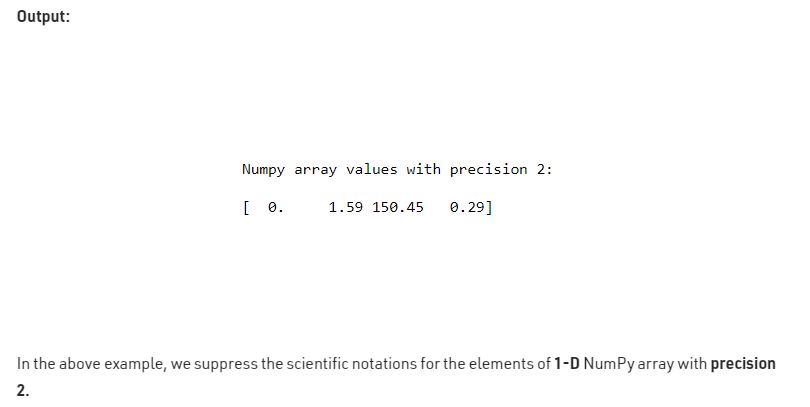 Output:
Numpy array values with precision 2:
[  0.     1.59 150.45   0.29]
In the above example, we suppress the scientific notations for the elements of 1-D NumPy array with precision
2.